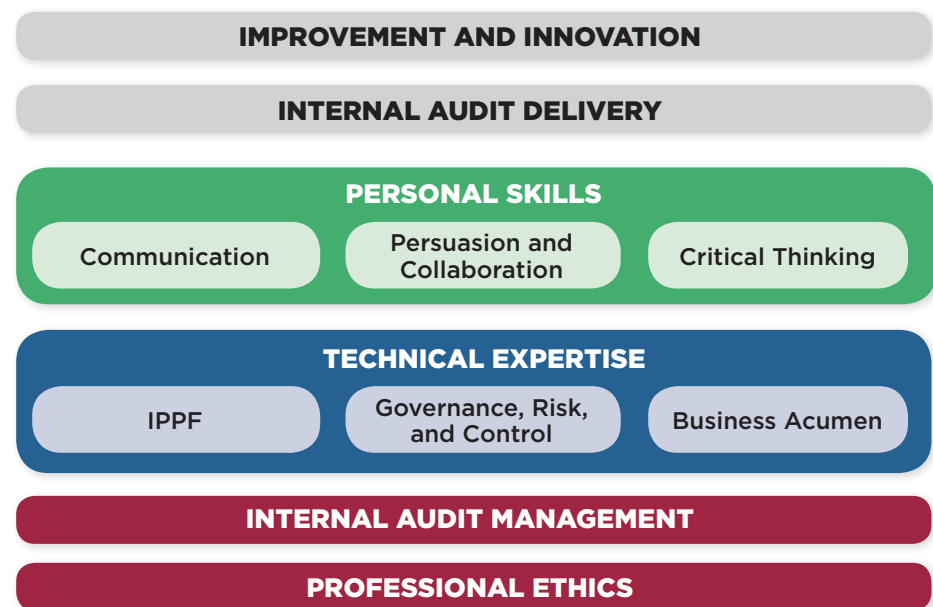 IMPROVEMENT AND INNOVATION
INTERNAL AUDIT DELIVERY
PERSONAL SKILLS
Communication
Persuasion and
Collaboration
Critical Thinking
TECHNICAL EXPERTISE
IPPF
Governance, Risk,
and Control
Business Acumen
INTERNAL AUDIT MANAGEMENT
PROFESSIONAL ETHICS